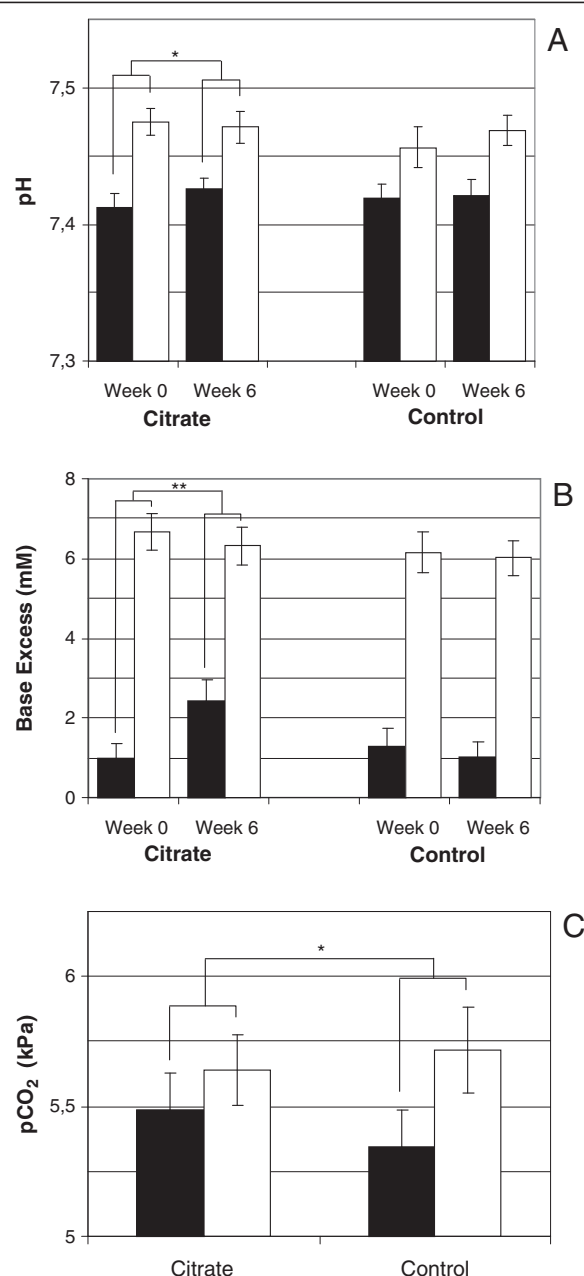 A
*
7,5
7,4
7,3
pH
Week 0 Week 6 Week 0 Week 6
Citrate Control
B
**
8
6
4
2
0
Base Excess (mM)
Week 0 Week 6 Week 0 Week 6
Citrate Control
C
*
6
5,5
5
pCO₂ (kPa)
Citrate Control